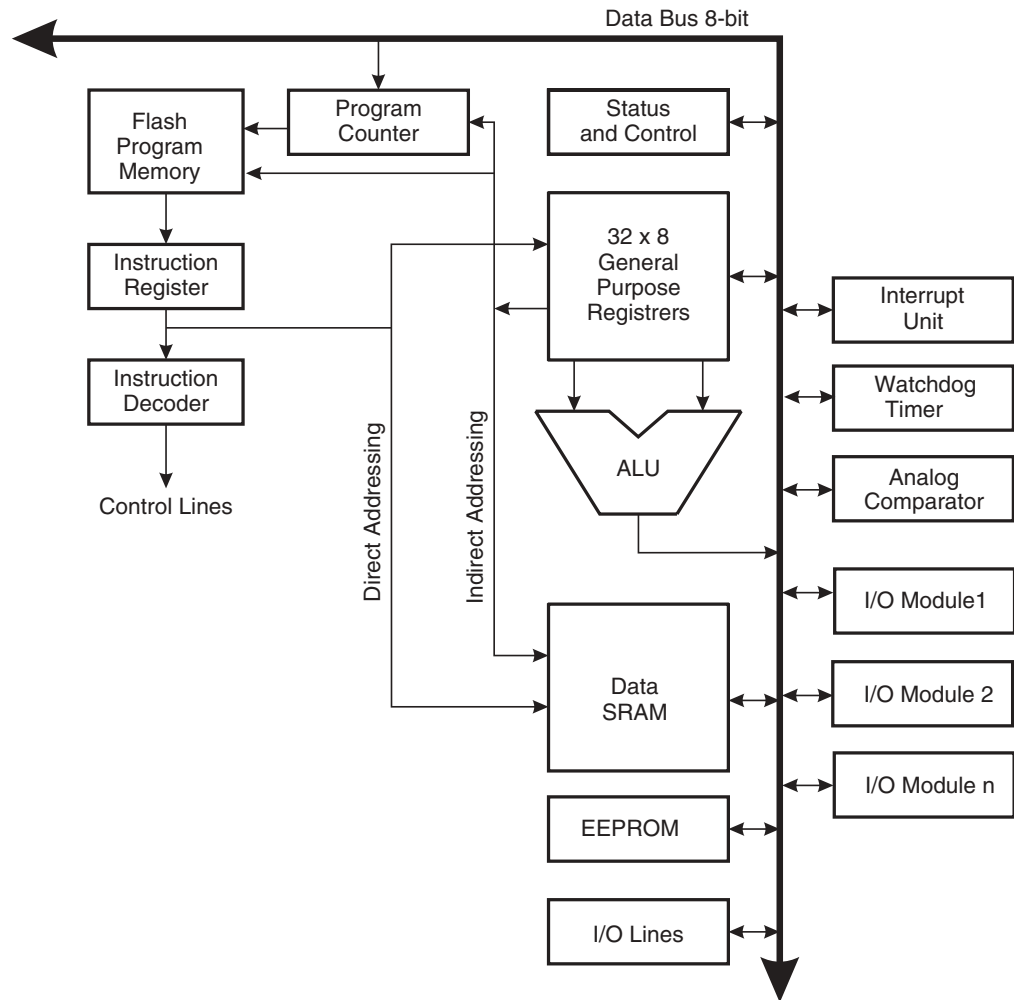 Data Bus 8-bit
Flash
Program
Memory
Program
Counter
Status
and Control
32 x 8
General
Purpose
Registrers
Instruction
Register
Instruction
Decoder
Control Lines
Direct Addressing
Indirect Addressing
ALU
Interrupt
Unit
Watchdog
Timer
Analog
Comparator
I/O Module1
Data
SRAM
I/O Module 2
I/O Module n
EEPROM
I/O Lines